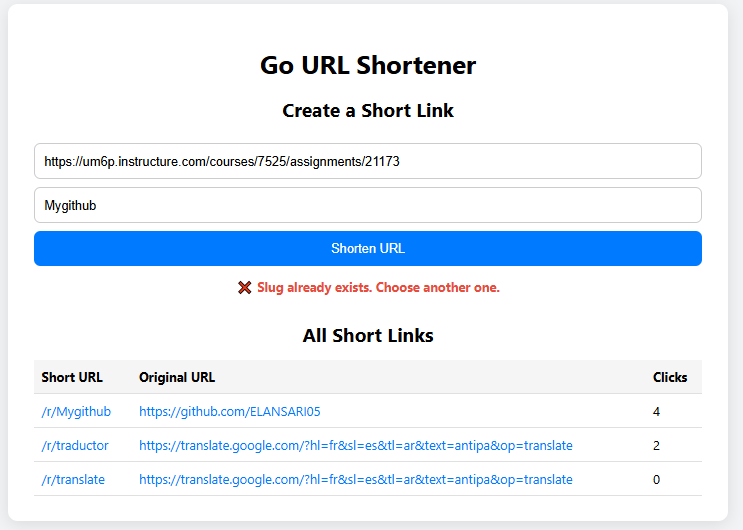 Go URL Shortener
Create a Short Link
https://um6p.instructure.com/courses/7525/assignments/21173
Mygithub
Shorten URL
❌ Slug already exists. Choose another one.
All Short Links
Short URL Original URL Clicks
/r/Mygithub https://github.com/ELANSARI05 4
/r/traductor https://translate.google.com/?hl=fr&sl=es&tl=ar&text=antipa&op=translate 2
/r/translate https://translate.google.com/?hl=fr&sl=es&tl=ar&text=antipa&op=translate 0